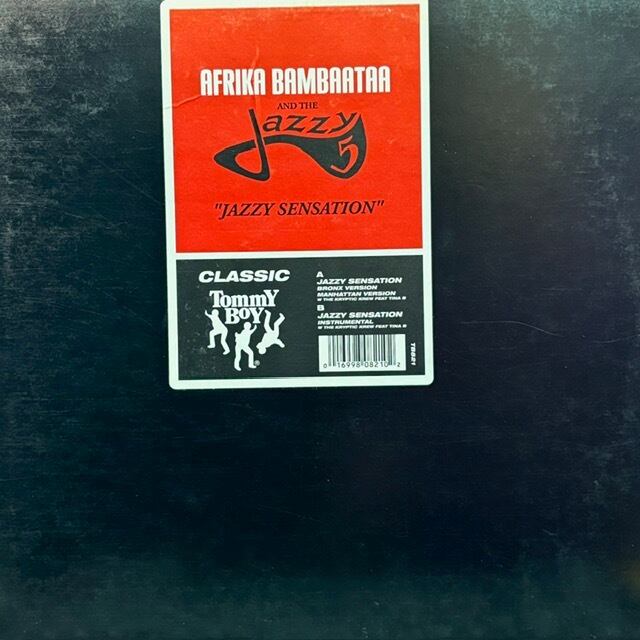 AFRIKA BAMBAATAA
AND THE
Jazzy
5
"JAZZY SENSATION"
CLASSIC
Tommy
Boy
A
JAZZY SENSATION
BRONX VERSION
MANHATTAN VERSION
W THE KRYPTIC KREW FEAT TINA B
B
JAZZY SENSATION
INSTRUMENTAL
W THE KRYPTIC KREW FEAT TINA B
0 16998 08210 2
TB821